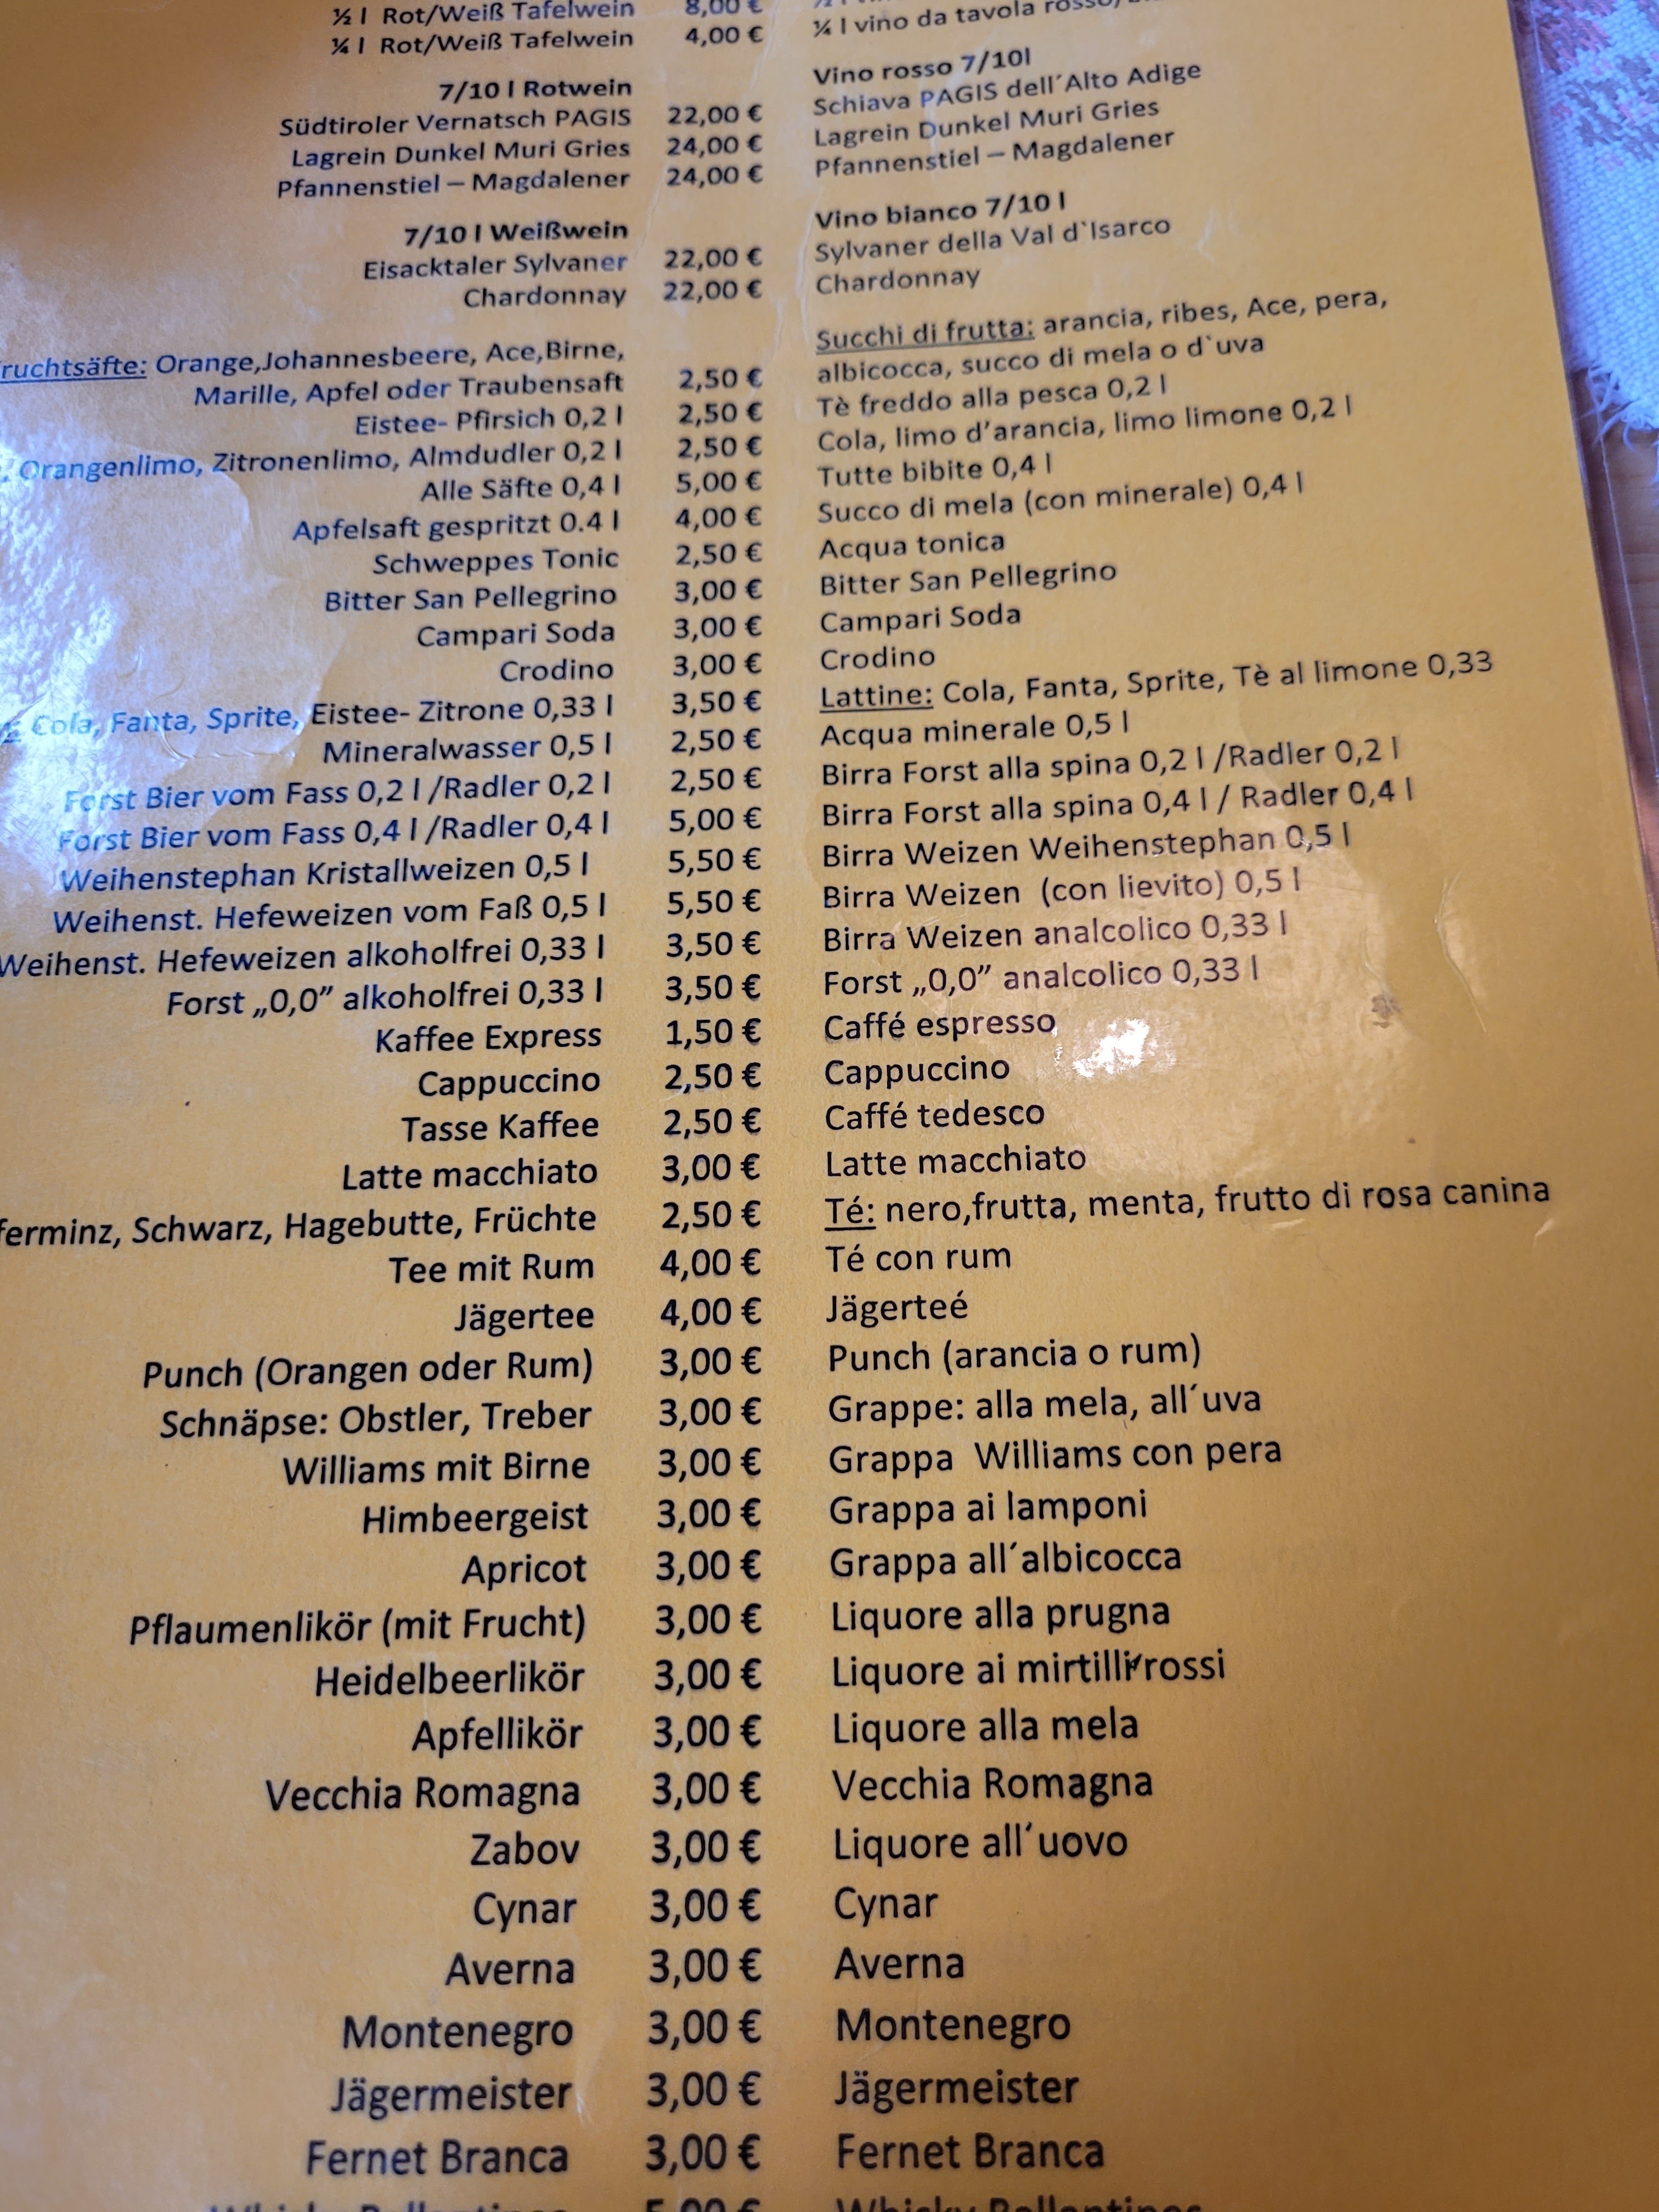 ½ l Rot/Weiß Tafelwein 8,00 €
¼ l Rot/Weiß Tafelwein 4,00 € ¼ l vino da tavola
7/10 l Rotwein Vino rosso 7/10l
Südtiroler Vernatsch PAGIS 22,00 € Schiava PAGIS dell´Alto Adige
Lagrein Dunkel Muri Gries 24,00 € Lagrein Dunkel Muri Gries
Pfannenstiel – Magdalener 24,00 € Pfannenstiel – Magdalener
7/10 l Weißwein Vino bianco 7/10 l
Eisacktaler Sylvaner 22,00 € Sylvaner della Val d`Isarco
Chardonnay 22,00 € Chardonnay
ruchtsäfte: Orange,Johannesbeere, Ace,Birne, Succhi di frutta: arancia, ribes, Ace, pera,
Marille, Apfel oder Traubensaft 2,50 € albicocca, succo di mela o d`uva
Eistee- Pfirsich 0,2 l 2,50 € Tè freddo alla pesca 0,2 l
, Orangenlimo, Zitronenlimo, Almdudler 0,2 l 2,50 € Cola, limo d’arancia, limo limone 0,2 l
Alle Säfte 0,4 l 5,00 € Tutte bibite 0,4 l
Apfelsaft gespritzt 0.4 l 4,00 € Succo di mela (con minerale) 0,4 l
Schweppes Tonic 2,50 € Acqua tonica
Bitter San Pellegrino 3,00 € Bitter San Pellegrino
Campari Soda 3,00 € Campari Soda
Crodino 3,00 € Crodino
Cola, Fanta, Sprite, Eistee- Zitrone 0,33 l 3,50 € Lattine: Cola, Fanta, Sprite, Tè al limone 0,33
Mineralwasser 0,5 l 2,50 € Acqua minerale 0,5 l
Forst Bier vom Fass 0,2 l /Radler 0,2 l 2,50 € Birra Forst alla spina 0,2 l /Radler 0,2 l
Forst Bier vom Fass 0,4 l /Radler 0,4 l 5,00 € Birra Forst alla spina 0,4 l / Radler 0,4 l
Weihenstephan Kristallweizen 0,5 l 5,50 € Birra Weizen Weihenstephan 0,5 l
Weihenst. Hefeweizen vom Faß 0,5 l 5,50 € Birra Weizen (con lievito) 0,5 l
Weihenst. Hefeweizen alkoholfrei 0,33 l 3,50 € Birra Weizen analcolico 0,33 l
Forst „0,0” alkoholfrei 0,33 l 3,50 € Forst „0,0” analcolico 0,33 l
Kaffee Express 1,50 € Caffé espresso
Cappuccino 2,50 € Cappuccino
Tasse Kaffee 2,50 € Caffé tedesco
Latte macchiato 3,00 € Latte macchiato
ferminz, Schwarz, Hagebutte, Früchte 2,50 € Té: nero,frutta, menta, frutto di rosa canina
Tee mit Rum 4,00 € Té con rum
Jägertee 4,00 € Jägerteé
Punch (Orangen oder Rum) 3,00 € Punch (arancia o rum)
Schnäpse: Obstler, Treber 3,00 € Grappe: alla mela, all´uva
Williams mit Birne 3,00 € Grappa Williams con pera
Himbeergeist 3,00 € Grappa ai lamponi
Apricot 3,00 € Grappa all´albicocca
Pflaumenlikör (mit Frucht) 3,00 € Liquore alla prugna
Heidelbeerlikör 3,00 € Liquore ai mirtilli rossi
Apfellikör 3,00 € Liquore alla mela
Vecchia Romagna 3,00 € Vecchia Romagna
Zabov 3,00 € Liquore all´uovo
Cynar 3,00 € Cynar
Averna 3,00 € Averna
Montenegro 3,00 € Montenegro
Jägermeister 3,00 € Jägermeister
Fernet Branca 3,00 € Fernet Branca
Whisky Ballantines 5,00 € Whisky Ballantines